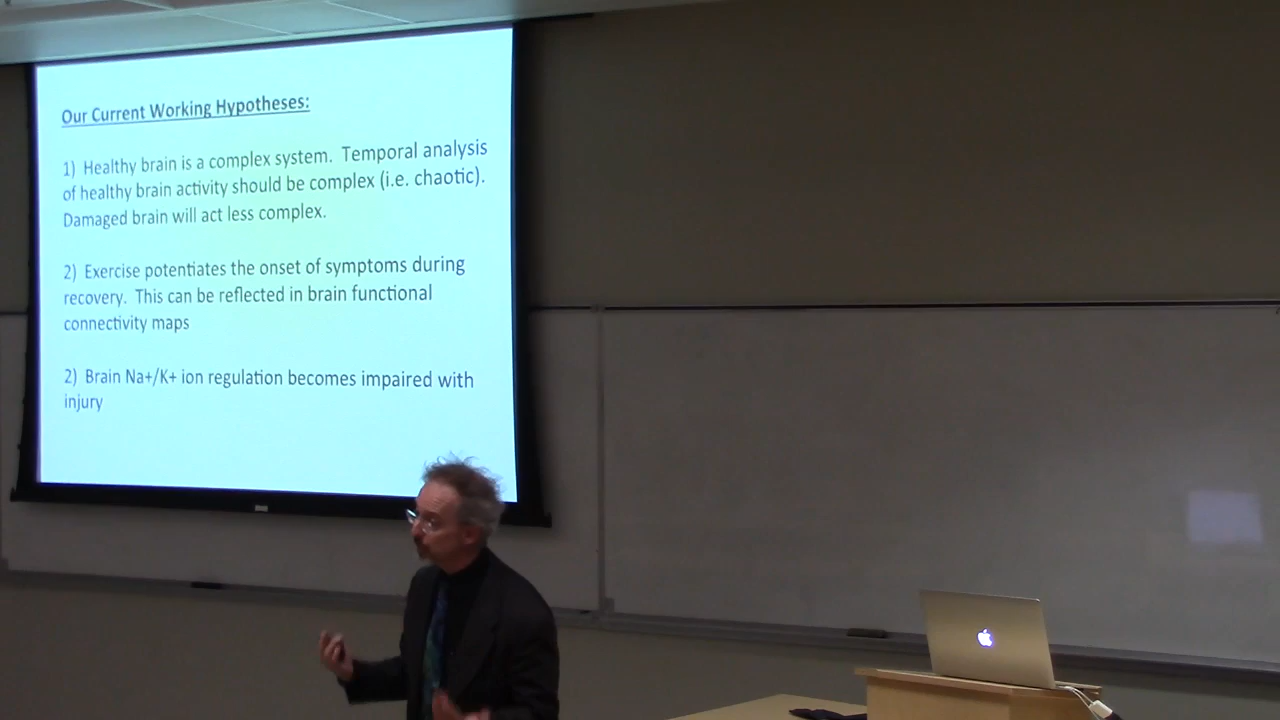 Our Current Working Hypotheses:
1) Healthy brain is a complex system. Temporal analysis
of healthy brain activity should be complex (i.e. chaotic).
Damaged brain will act less complex.
2) Exercise potentiates the onset of symptoms during
recovery. This can be reflected in brain functional
connectivity maps
2) Brain Na+/K+ ion regulation becomes impaired with
injury